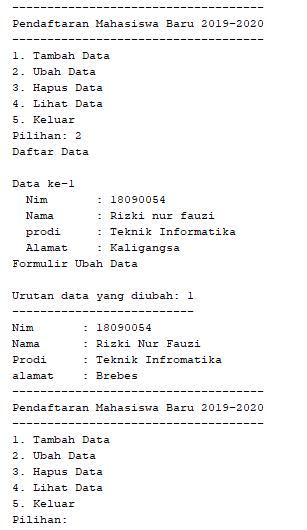 ------------------------------------
Pendaftaran Mahasiswa Baru 2019-2020
------------------------------------
1. Tambah Data
2. Ubah Data
3. Hapus Data
4. Lihat Data
5. Keluar
Pilihan: 2
Daftar Data

Data ke-1
  Nim       : 18090054
  Nama      : Rizki nur fauzi
  prodi     : Teknik Informatika
  Alamat    : Kaligangsa
Formulir Ubah Data

Urutan data yang diubah: 1
--------------------------
Nim       : 18090054
Nama      : Rizki Nur Fauzi
Prodi     : Teknik Infromatika
alamat    : Brebes
------------------------------------
Pendaftaran Mahasiswa Baru 2019-2020
------------------------------------
1. Tambah Data
2. Ubah Data
3. Hapus Data
4. Lihat Data
5. Keluar
Pilihan: